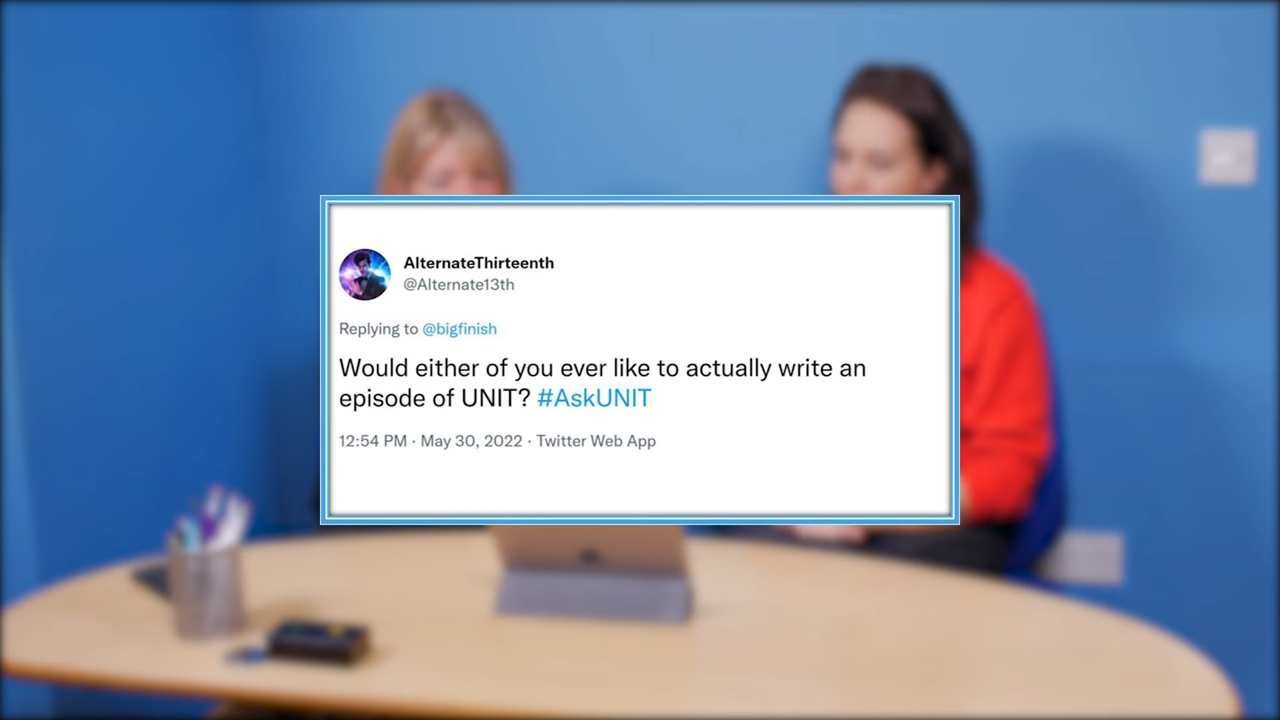 AlternateThirteenth
@Alternate13th
Replying to @bigfinish
Would either of you ever like to actually write an
episode of UNIT? #AskUNIT
12:54 PM · May 30, 2022 · Twitter Web App